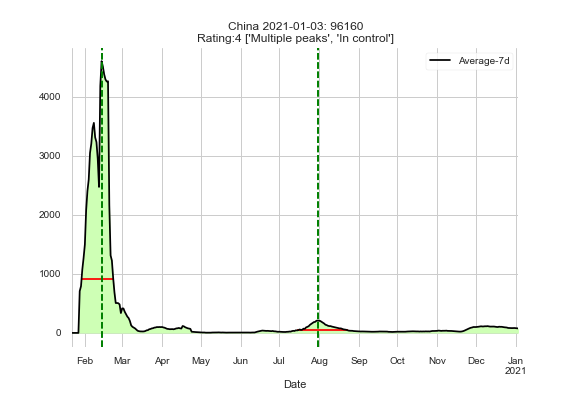 China 2021-01-03: 96160
Rating:4 ['Multiple peaks', 'In control']
Average-7d
4000
3000
2000
1000
0
Feb Mar Apr May Jun Jul Aug Sep Oct Nov Dec Jan
2021
Date